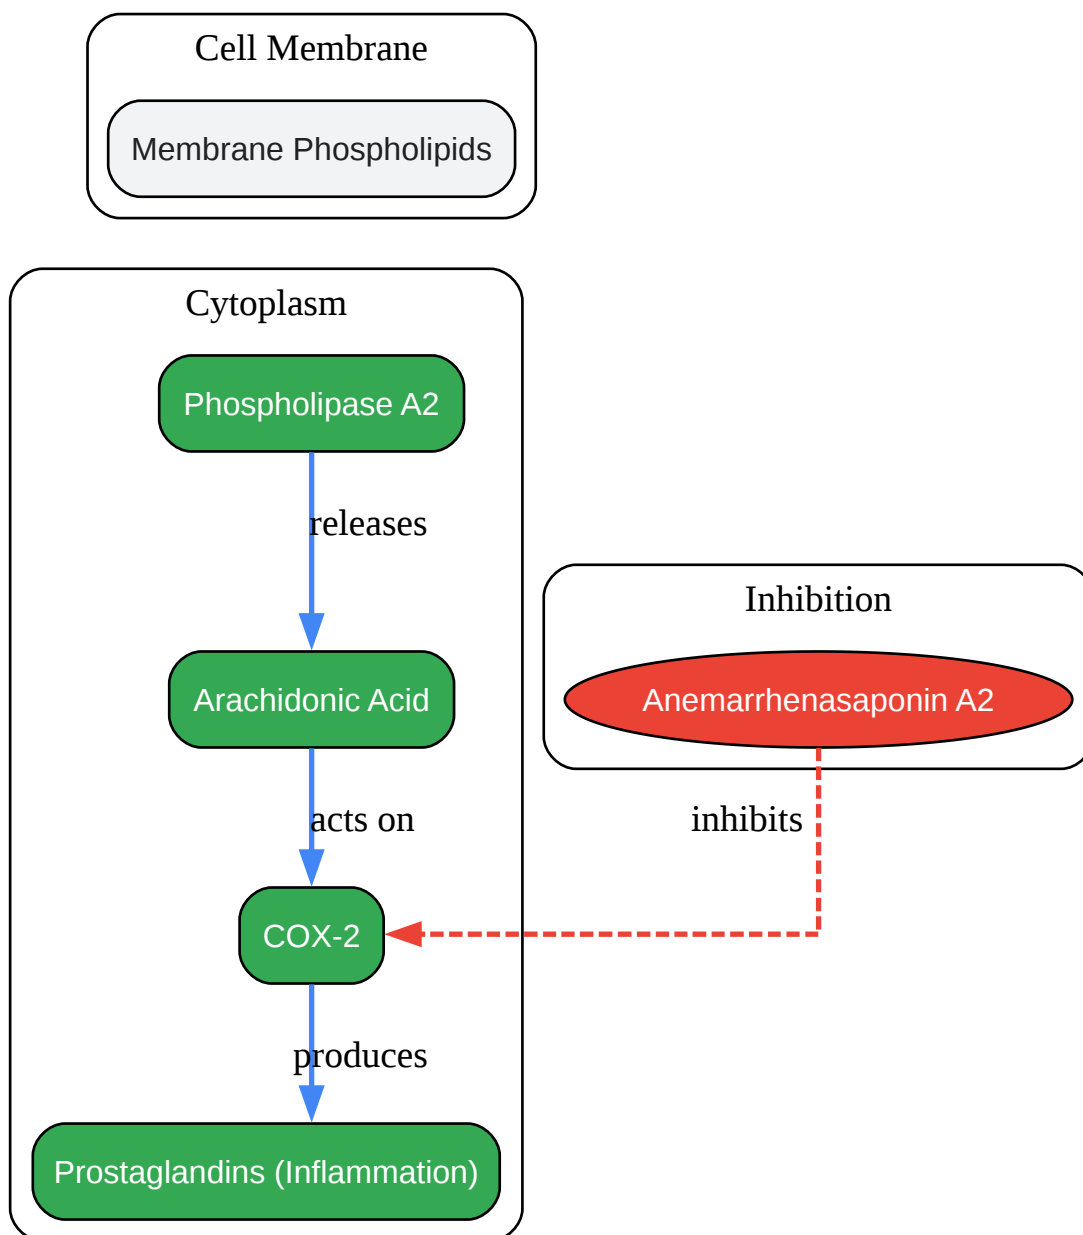 Cell Membrane
Membrane Phospholipids
Cytoplasm
Phospholipase A2
releases
Arachidonic Acid
acts on
COX-2
produces
Prostaglandins (Inflammation)
Inhibition
Anemarrhenasaponin A2
inhibits